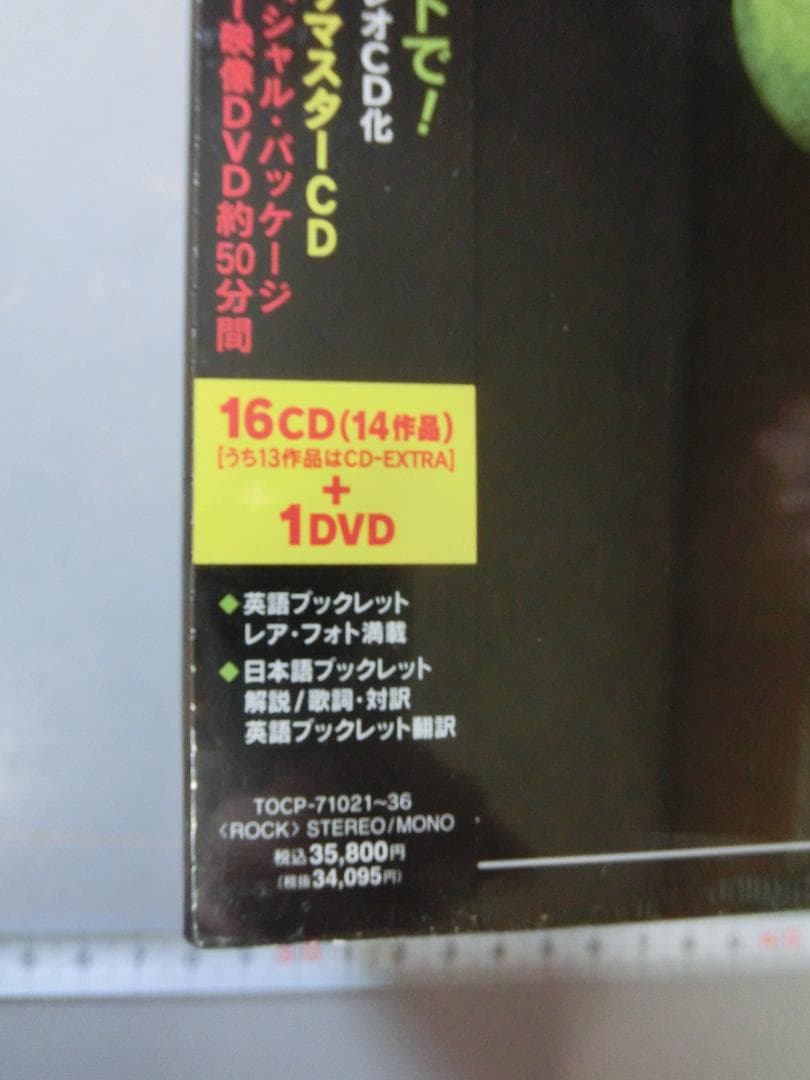 トで！
オCD化
マスターCD
シャル・パッケージ
映像DVD約50分間
16CD(14作品)
[うち13作品はCD-EXTRA]
+
1DVD
◆英語ブックレット
レア・フォト満載
◆日本語ブックレット
解説/歌詞・対訳
英語ブックレット翻訳
TOCP-71021~36
〈ROCK〉 STEREO/MONO
税込35,800円
(税抜34,095円)